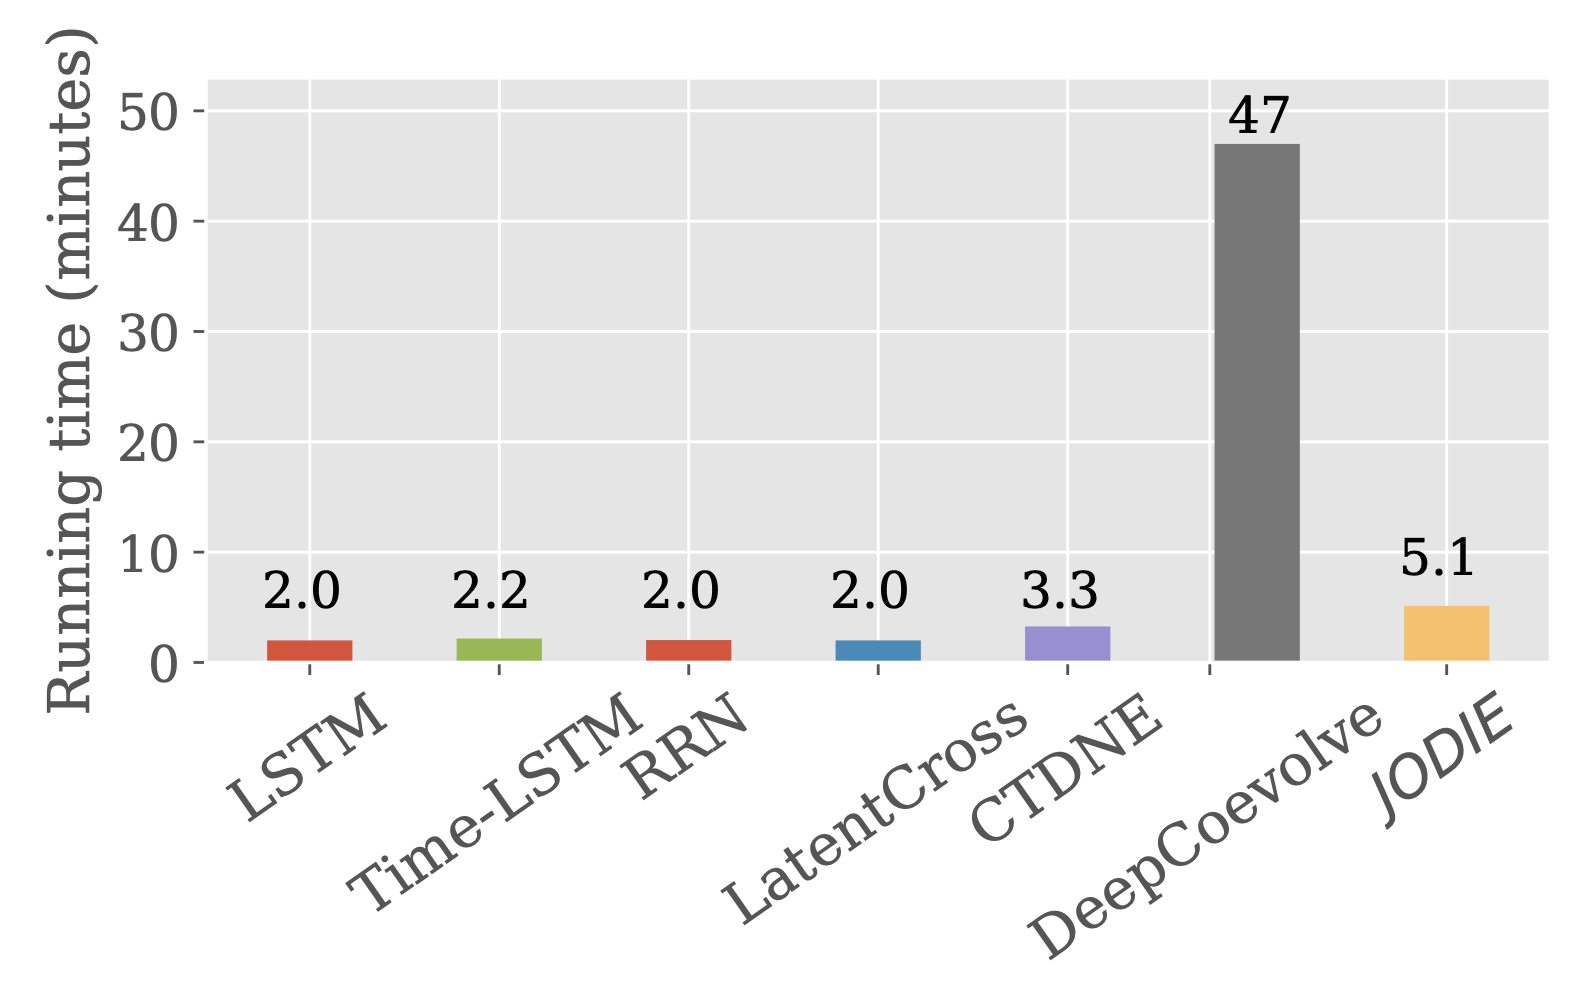 Running time (minutes)
50
40
30
20
10
0
2.0
2.2
2.0
2.0
3.3
47
5.1
LSTM
Time-LSTM
RRN
LatentCross
CTDNE
DeepCoevolve
JODIE